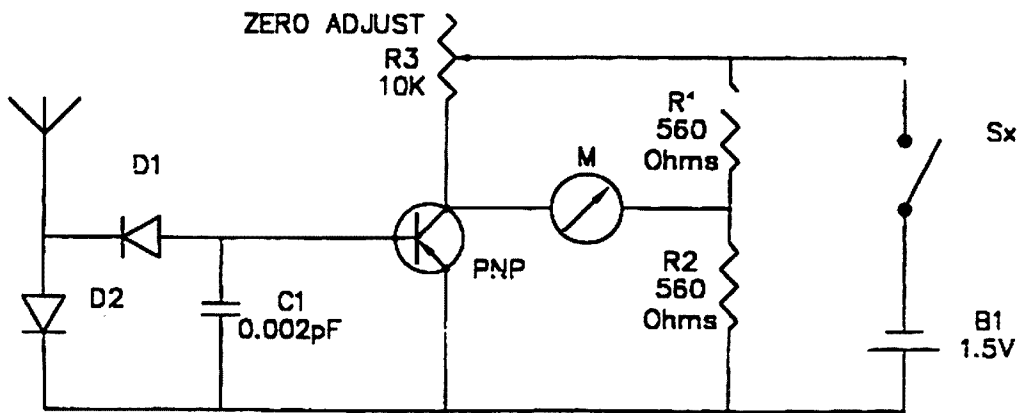 ZERO ADJUST
R3
10K
D1
D2
C1
0.002pF
PNP
M
R1
560
Ohms
R2
560
Ohms
Sx
B1
1.5V